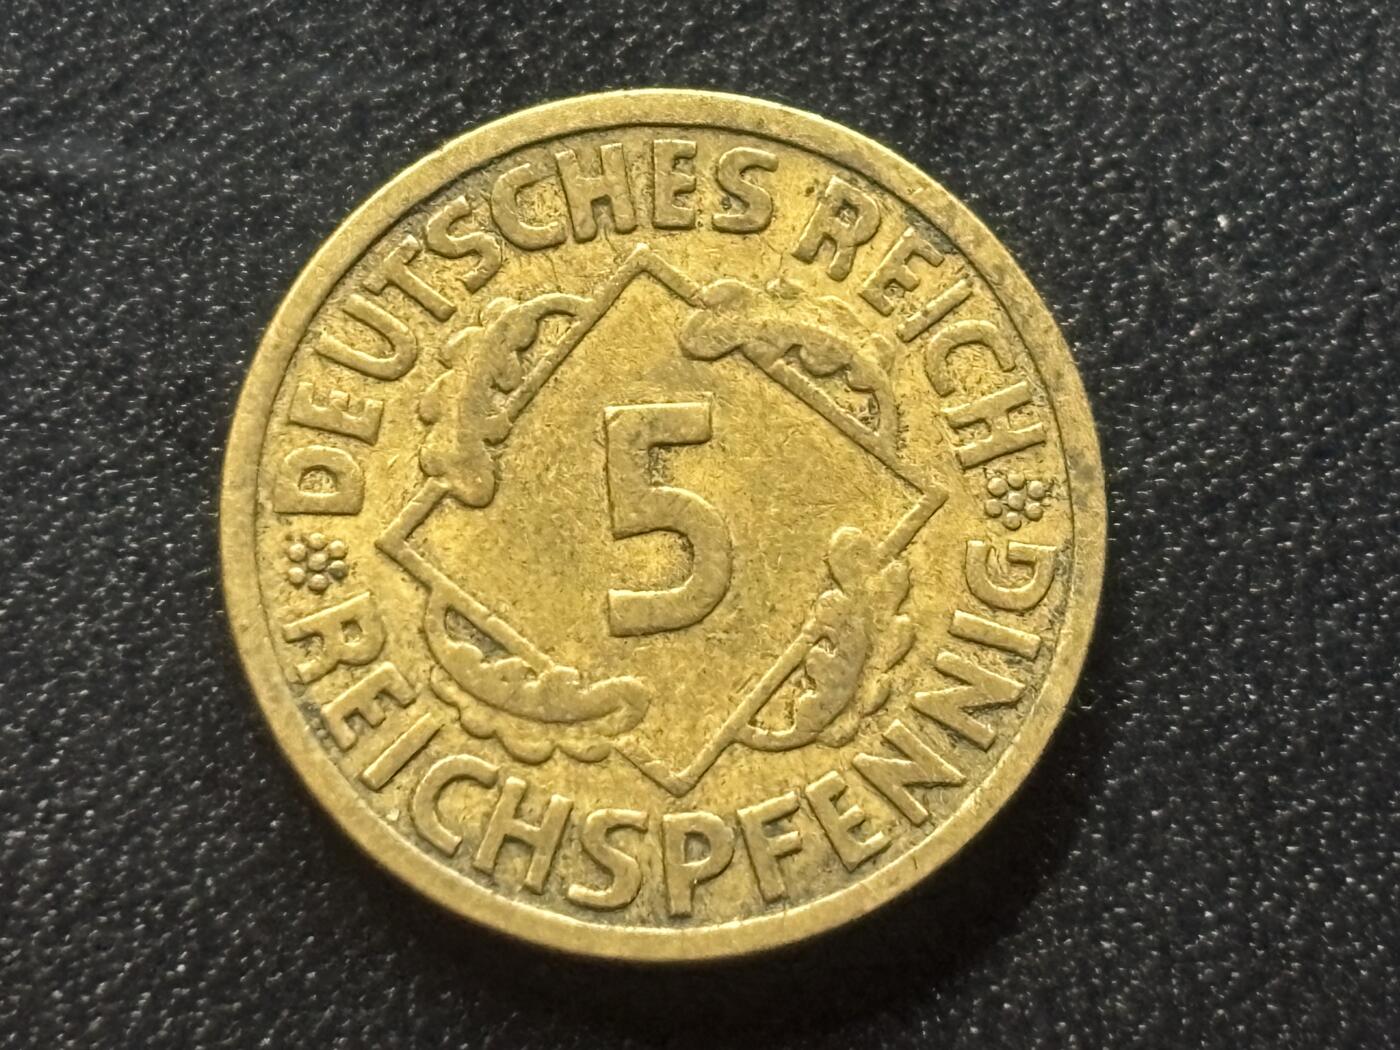 DEUTSCHES REICH
5
REICHSPFENNIG